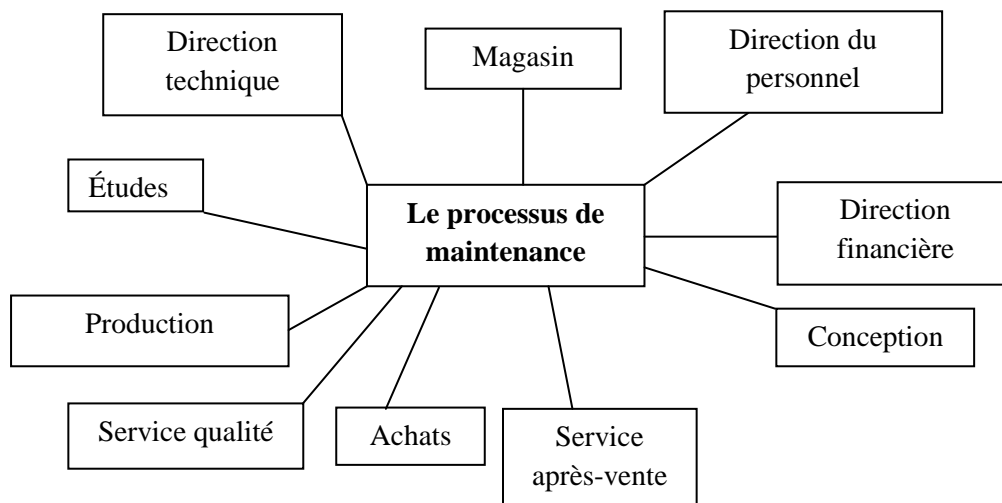 Direction
technique
Magasin
Direction du
personnel
Études
Le processus de
maintenance
Direction
financière
Production
Conception
Service qualité
Achats
Service
après-vente